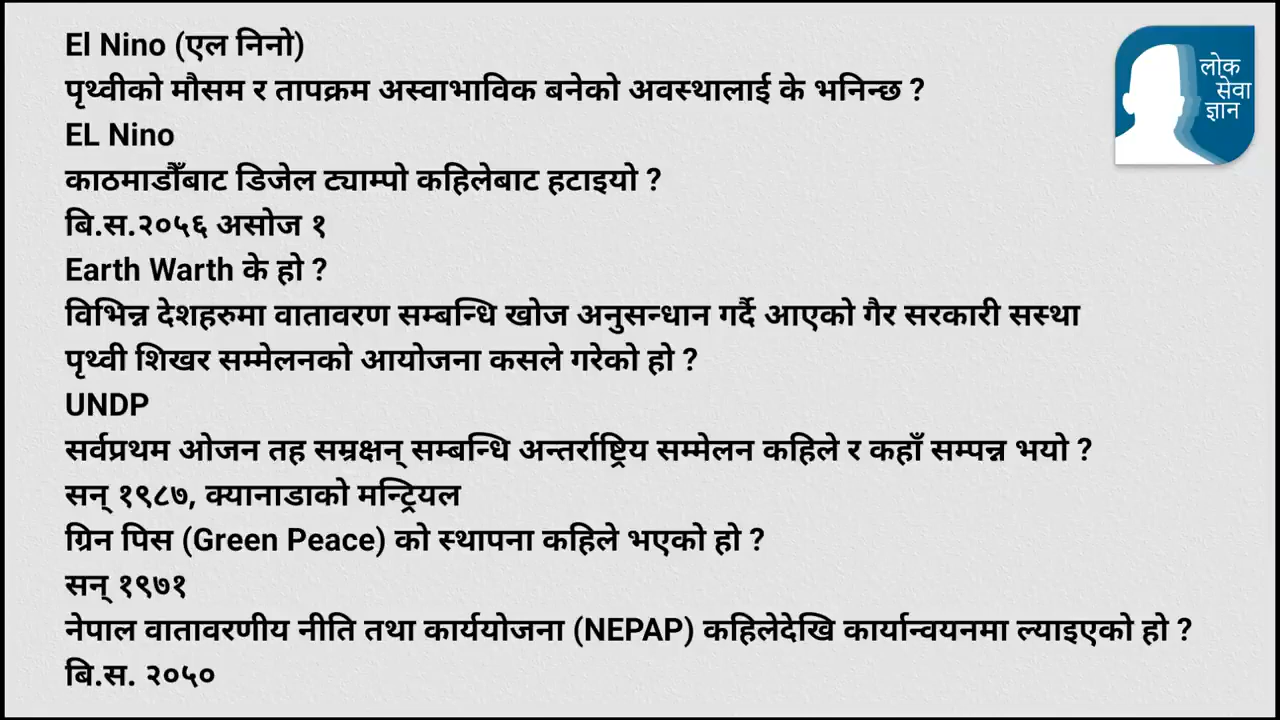 El Nino (एल निनो)
पृथ्वीको मौसम र तापक्रम अस्वाभाविक बनेको अवस्थालाई के भनिन्छ ?
EL Nino
काठमाडौँबाट डिजेल ट्याम्पो कहिलेबाट हटाइयो ?
बि.स.२०५६ असोज १
Earth Warth के हो ?
विभिन्न देशहरुमा वातावरण सम्बन्धि खोज अनुसन्धान गर्दै आएको गैर सरकारी सस्था
पृथ्वी शिखर सम्मेलनको आयोजना कसले गरेको हो ?
UNDP
सर्वप्रथम ओजन तह सम्रक्षन् सम्बन्धि अन्तर्राष्ट्रिय सम्मेलन कहिले र कहाँ सम्पन्न भयो ?
सन् १९८७, क्यानाडाको मन्ट्रियल
ग्रिन पिस (Green Peace) को स्थापना कहिले भएको हो ?
सन् १९७१
नेपाल वातावरणीय नीति तथा कार्ययोजना (NEPAP) कहिलेदेखि कार्यान्वयनमा ल्याइएको हो ?
बि.स. २०५०
लोक
सेवा
ज्ञान